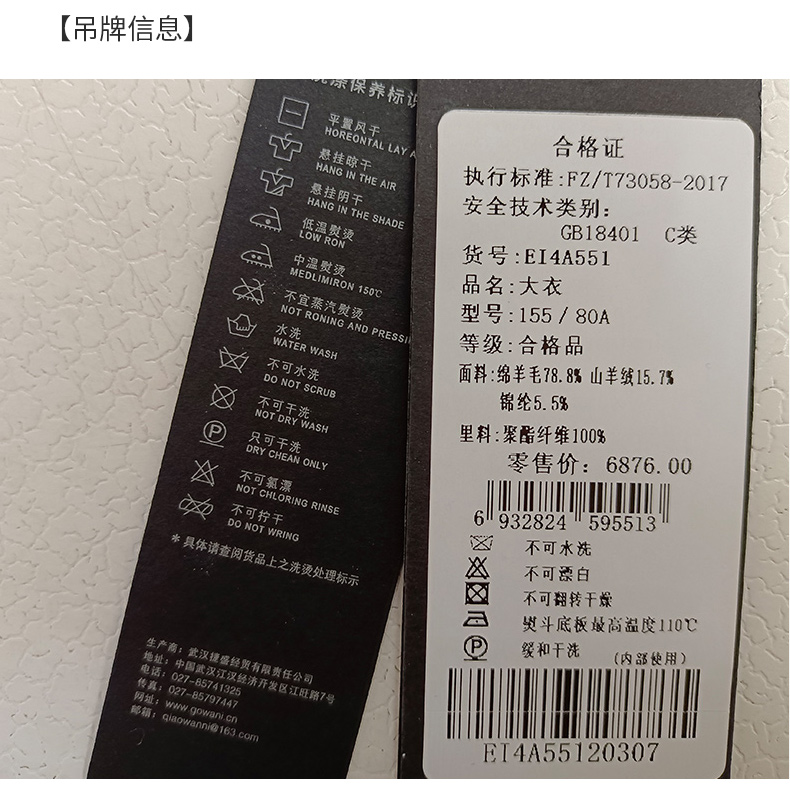 【吊牌信息】
洗涤保养标识
平置风干
HOREONTAL LAY A
悬挂晾干
HANG IN THE AIR
悬挂阴干
HANG IN THE SHADE
低温熨烫
LOW RON
中温熨烫
MEDLIMIRON 150℃
不宜蒸汽熨烫
NOT RONING AND PRESSIN
水洗
WATER WASH
不可水洗
DO NOT SCRUB
不可干洗
NOT DRY WASH
只可干洗
DRY CHEAN ONLY
不可氯漂
NOT CHLORING RINSE
不可拧干
DO NOT WRING
*具体请查阅货品上之洗烫处理标示
生产商：武汉捷盛经贸有限责任公司
地址：中国武汉江汉经济开发区江旺路7号
电话：027-85741325
传真：027-85797447
网址：www.gowani.cn
邮箱：qiaowanni@163.com
合格证
执行标准:FZ/T73058-2017
安全技术类别：
GB18401 C类
货号:EI4A551
品名:大衣
型号:155/80A
等级:合格品
面料:绵羊毛78.8% 山羊绒15.7%
锦纶5.5%
里料:聚酯纤维100%
零售价: 6876.00
6 932824 595513
不可水洗
不可漂白
不可翻转干燥
熨斗底板最高温度110℃
P 缓和干洗
(内部使用)
EI4A55120307